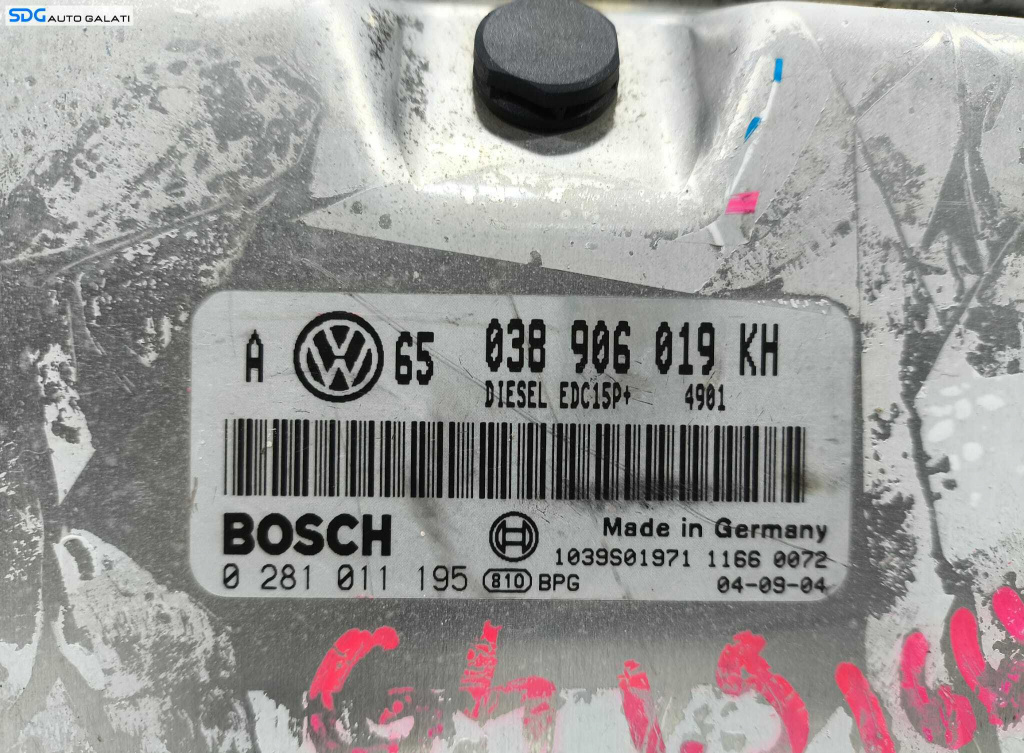 SDG AUTO GALATI
A VW 65 038 906 019 KH
DIESEL EDC15P+ 4901
BOSCH Made in Germany
1039S01971 1166 0072
0 281 011 195 810 BPG 04-09-04